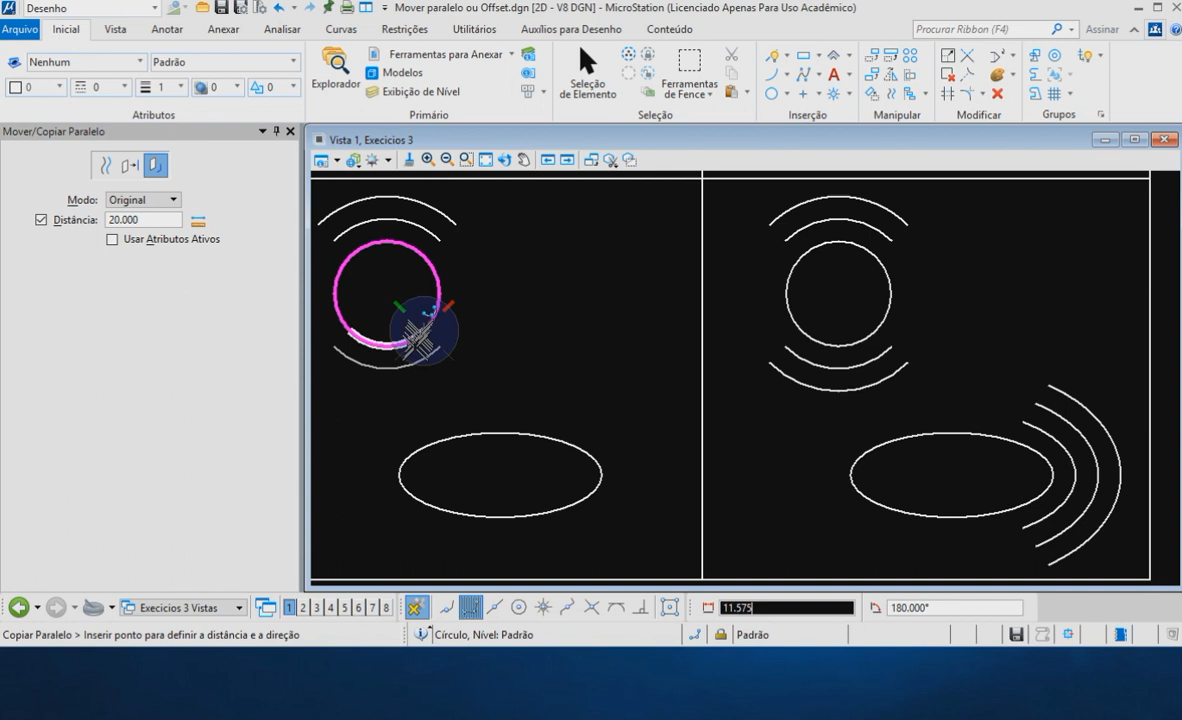 Desenho
Mover paralelo ou Offset.dgn [2D - V8 DGN] - MicroStation (Licenciado Apenas Para Uso Acadêmico)
Arquivo Inicial Vista Anotar Anexar Analisar Curvas Restrições Utilitários Auxílios para Desenho Conteúdo
Procurar Ribbon (F4)
Assinar
Nenhum Padrão
0 0 1 0 0
Atributos
Explorador
Ferramentas para Anexar
Modelos
Exibição de Nível
Primário
Seleção
de Elemento
Ferramentas
de Fence
Seleção
Inserção
Manipular
Modificar
Grupos
Mover/Copiar Paralelo
Modo: Original
Distância: 20.000
Usar Atributos Ativos
Vista 1, Execicios 3
Execicios 3 Vistas
1 2 3 4 5 6 7 8
11.575
180.000°
Copiar Paralelo > Inserir ponto para definir a distância e a direção
Círculo, Nível: Padrão
Padrão